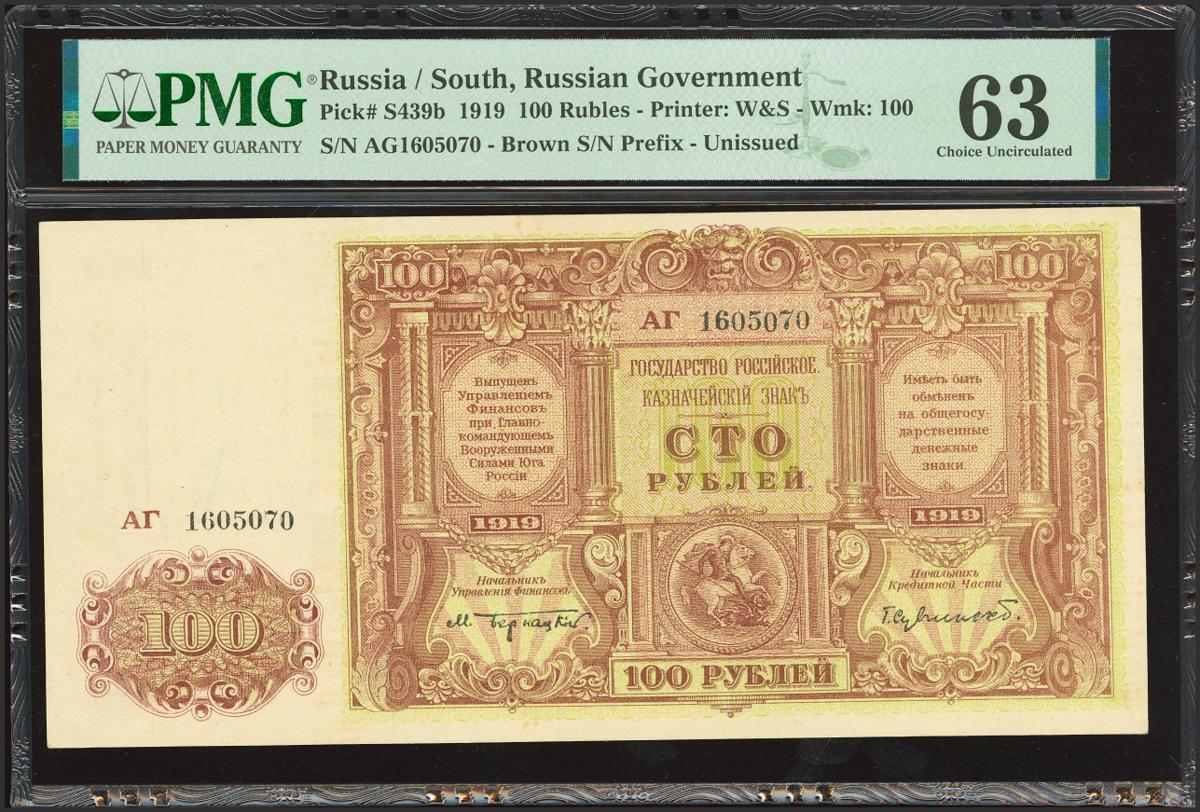 PMG®
PAPER MONEY GUARANTY
Russia / South, Russian Government
Pick# S439b 1919 100 Rubles - Printer: W&S - Wmk: 100
S/N AG1605070 - Brown S/N Prefix - Unissued
63
Choice Uncirculated
100
100
АГ 1605070
ГОСУДАРСТВО РОССІЙСКОЕ.
КАЗНАЧЕЙСКІЙ ЗНАКЪ
СТО
РУБЛЕЙ.
Выпущенъ
Управленіемъ
Финансовъ
при Главно-
командующемъ
Вооруженными
Силами Юга
Россіи
1919
Имѣетъ быть
обмѣненъ
на общегосу-
дарственные
денежные
знаки.
1919
АГ 1605070
100
Начальникъ
Управленія Финансовъ
М. Бернацкій
Начальникъ
Кредитной Части
100 РУБЛЕЙ